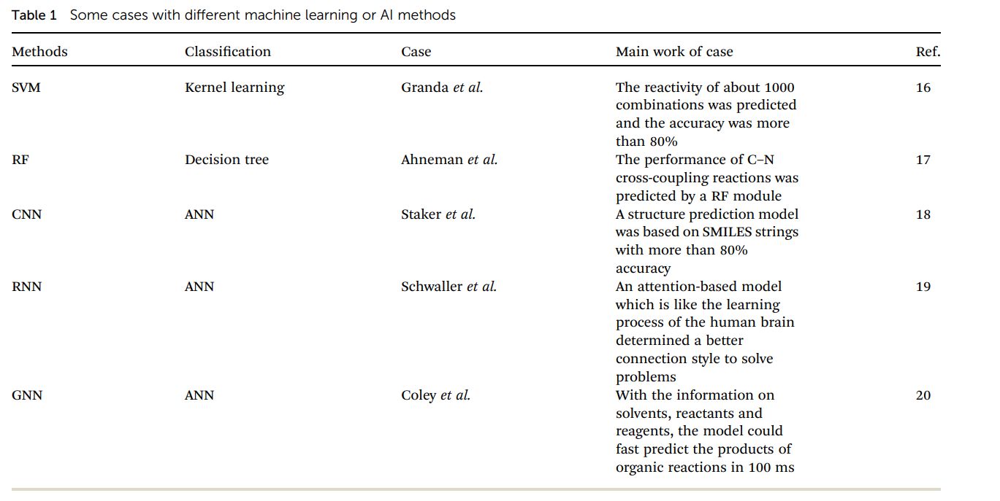 Table 1 Some cases with different machine learning or AI methods
Methods Classification Case Main work of case Ref.
SVM Kernel learning Granda et al. The reactivity of about 1000 16
combinations was predicted
and the accuracy was more
than 80%
RF Decision tree Ahneman et al. The performance of C–N 17
cross-coupling reactions was
predicted by a RF module
CNN ANN Staker et al. A structure prediction model 18
was based on SMILES strings
with more than 80%
accuracy
RNN ANN Schwaller et al. An attention-based model 19
which is like the learning
process of the human brain
determined a better
connection style to solve
problems
GNN ANN Coley et al. With the information on 20
solvents, reactants and
reagents, the model could
fast predict the products of
organic reactions in 100 ms